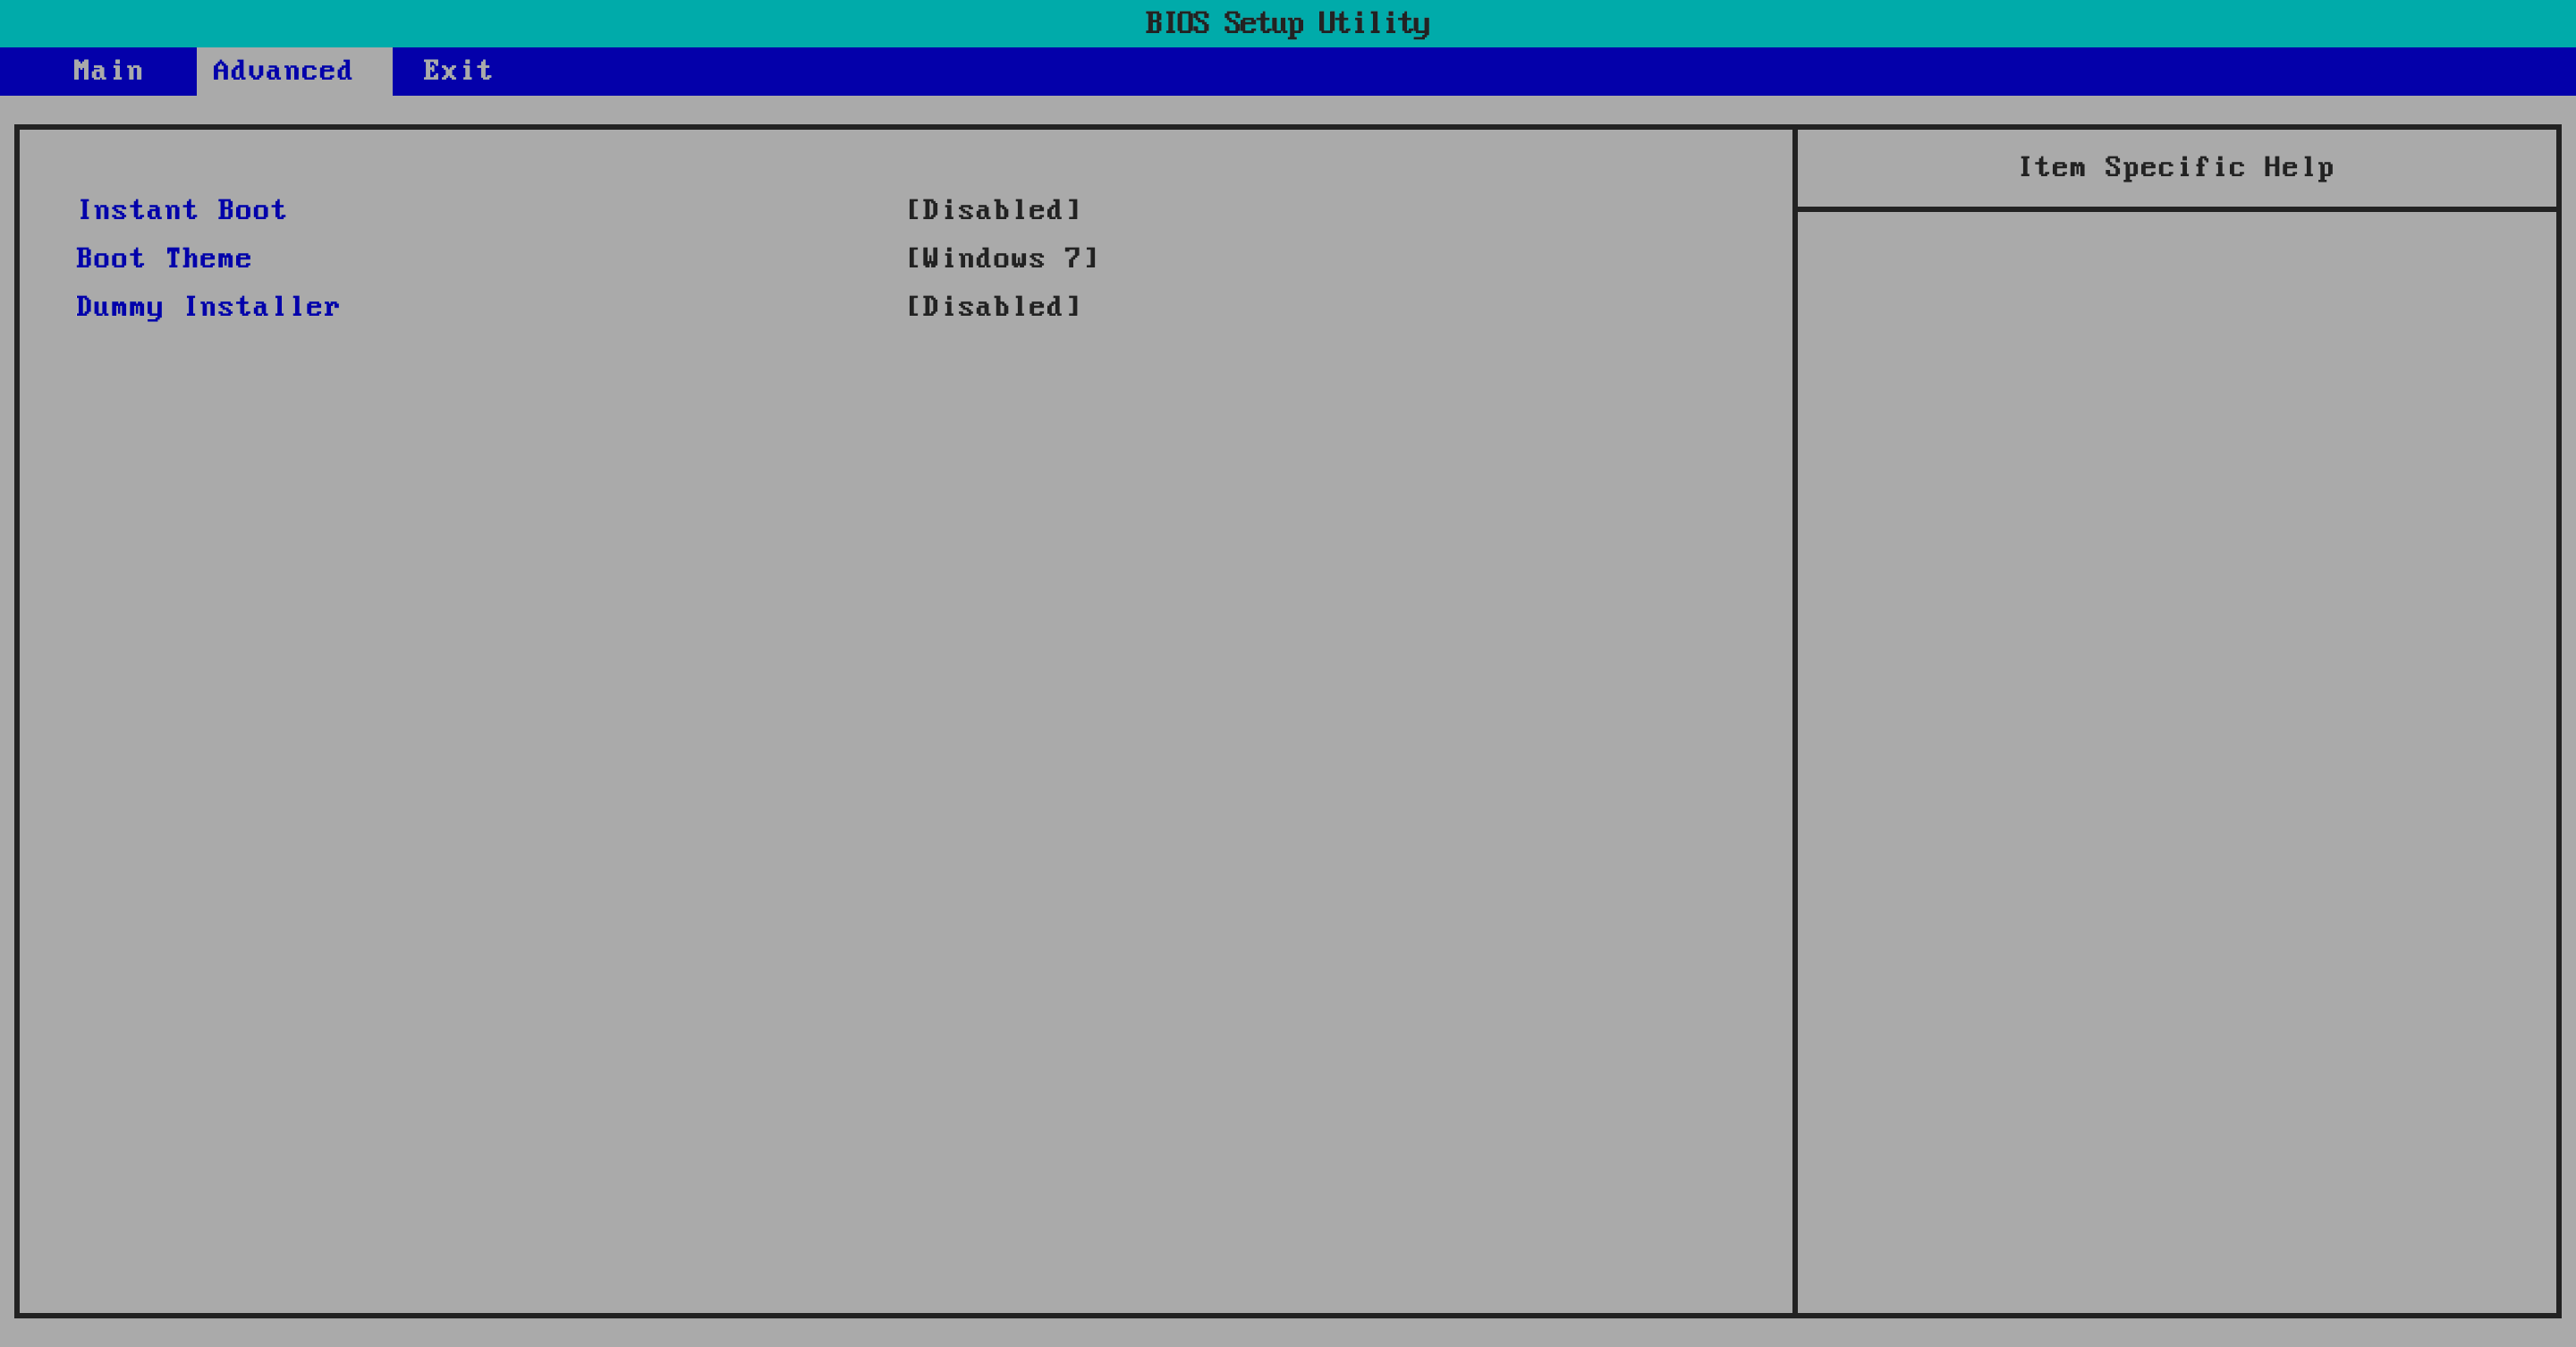 BIOS Setup Utility
Main Advanced Exit
Item Specific Help
Instant Boot [Disabled]
Boot Theme [Windows 7]
Dummy Installer [Disabled]